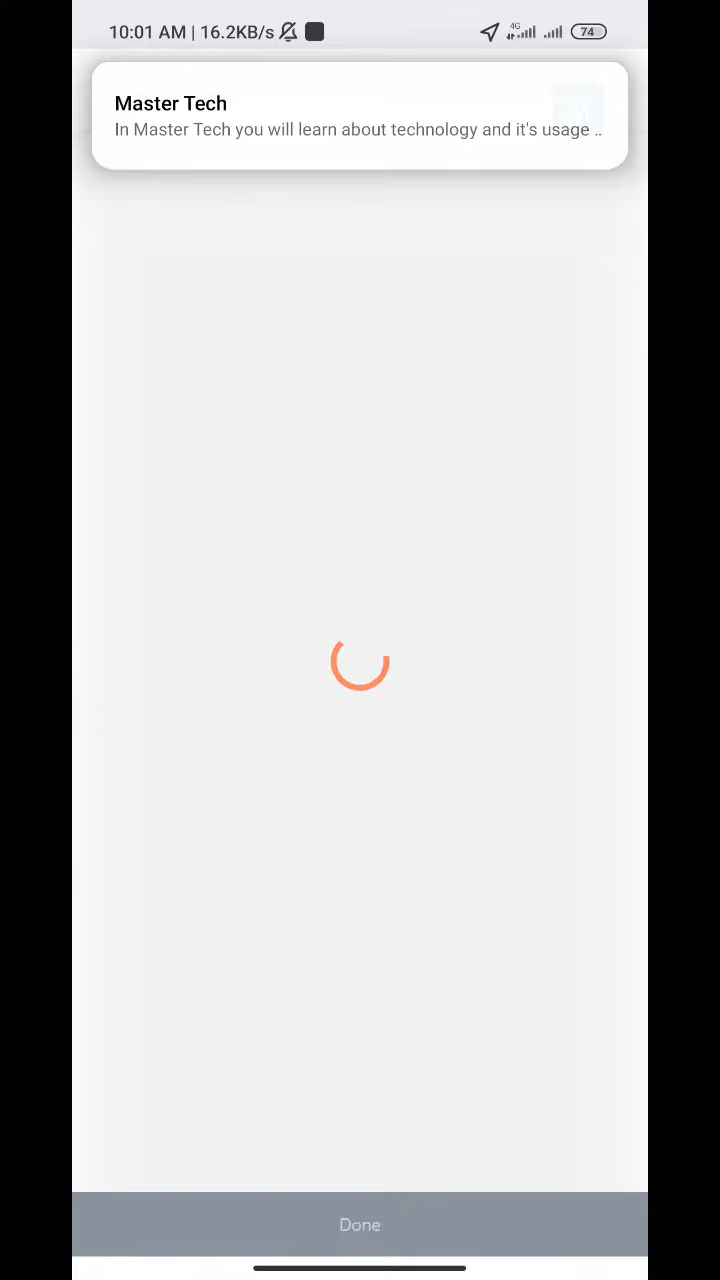 10:01 AM | 16.2KB/s 4G 74
Master Tech
In Master Tech you will learn about technology and it's usage ..
Done